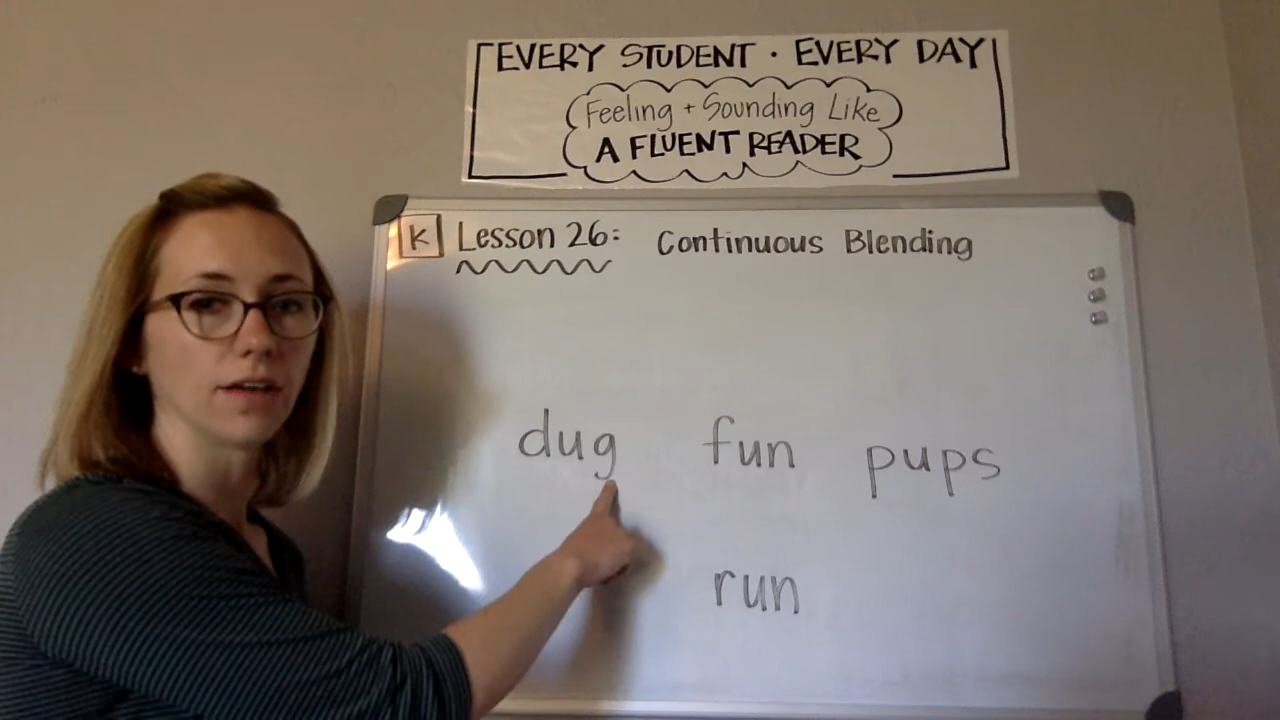 EVERY STUDENT · EVERY DAY
Feeling + Sounding Like
A FLUENT READER
K Lesson 26: Continuous Blending
dug fun pups
run